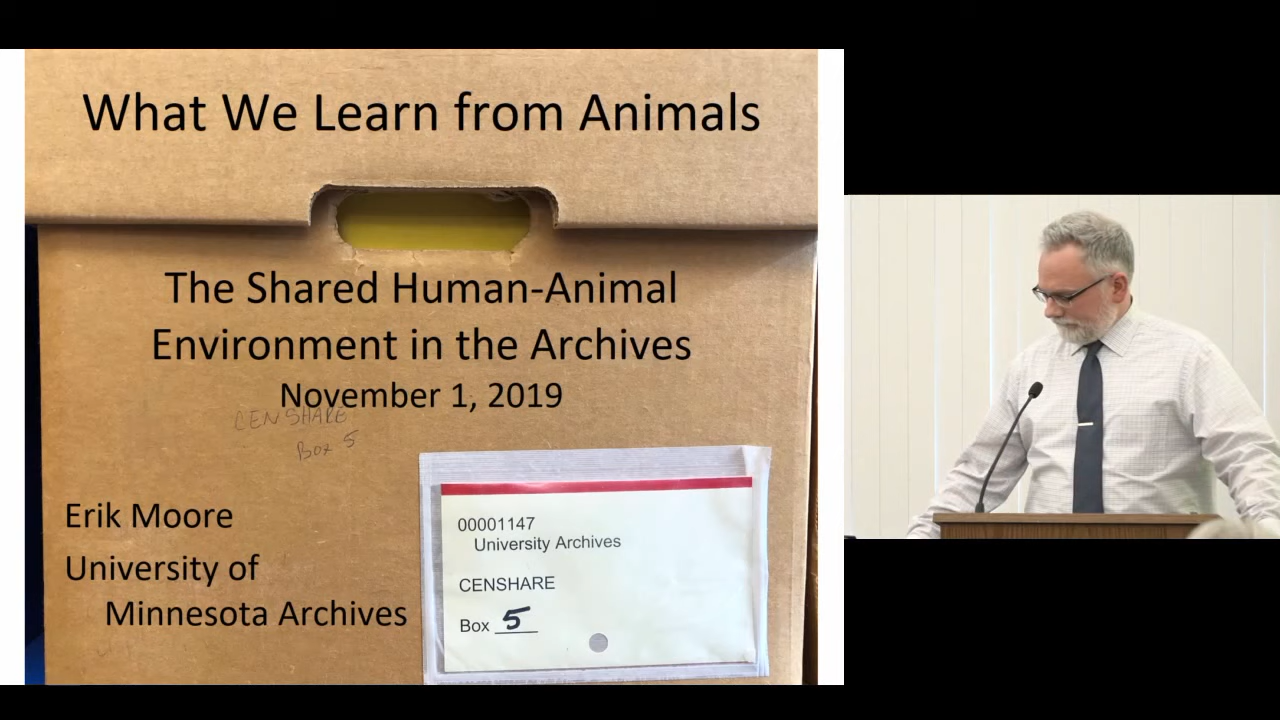 What We Learn from Animals
The Shared Human-Animal
Environment in the Archives
November 1, 2019
CENSHARE
Box 5
Erik Moore
University of
Minnesota Archives
00001147
University Archives
CENSHARE
Box 5